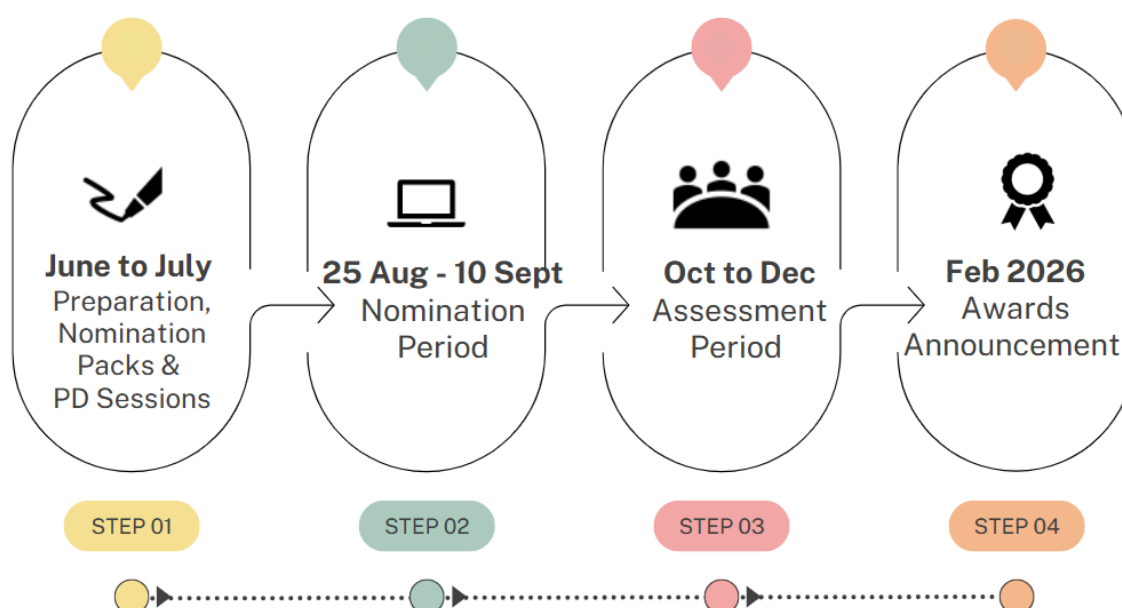 June to July
Preparation,
Nomination
Packs &
PD Sessions
STEP 01
25 Aug - 10 Sept
Nomination
Period
STEP 02
Oct to Dec
Assessment
Period
STEP 03
Feb 2026
Awards
Announcement
STEP 04